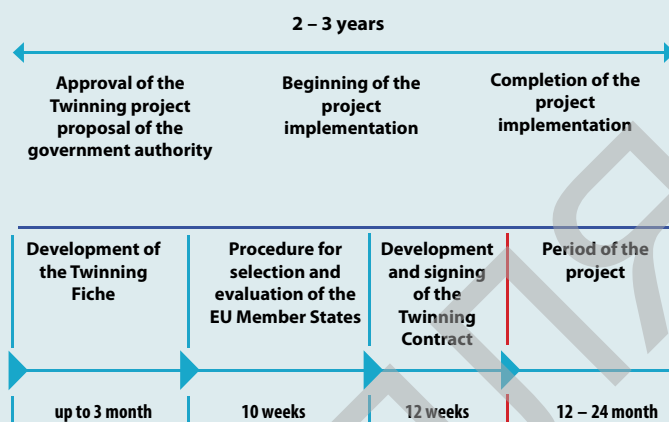 2 – 3 years
Approval of the
Twinning project
proposal of the
government authority
Beginning of the
project
implementation
Completion of the
project
implementation
Development of
the Twinning
Fiche
Procedure for
selection and
evaluation of the
EU Member States
Development
and signing
of the
Twinning
Contract
Period of the
project
up to 3 month
10 weeks
12 weeks
12 – 24 month